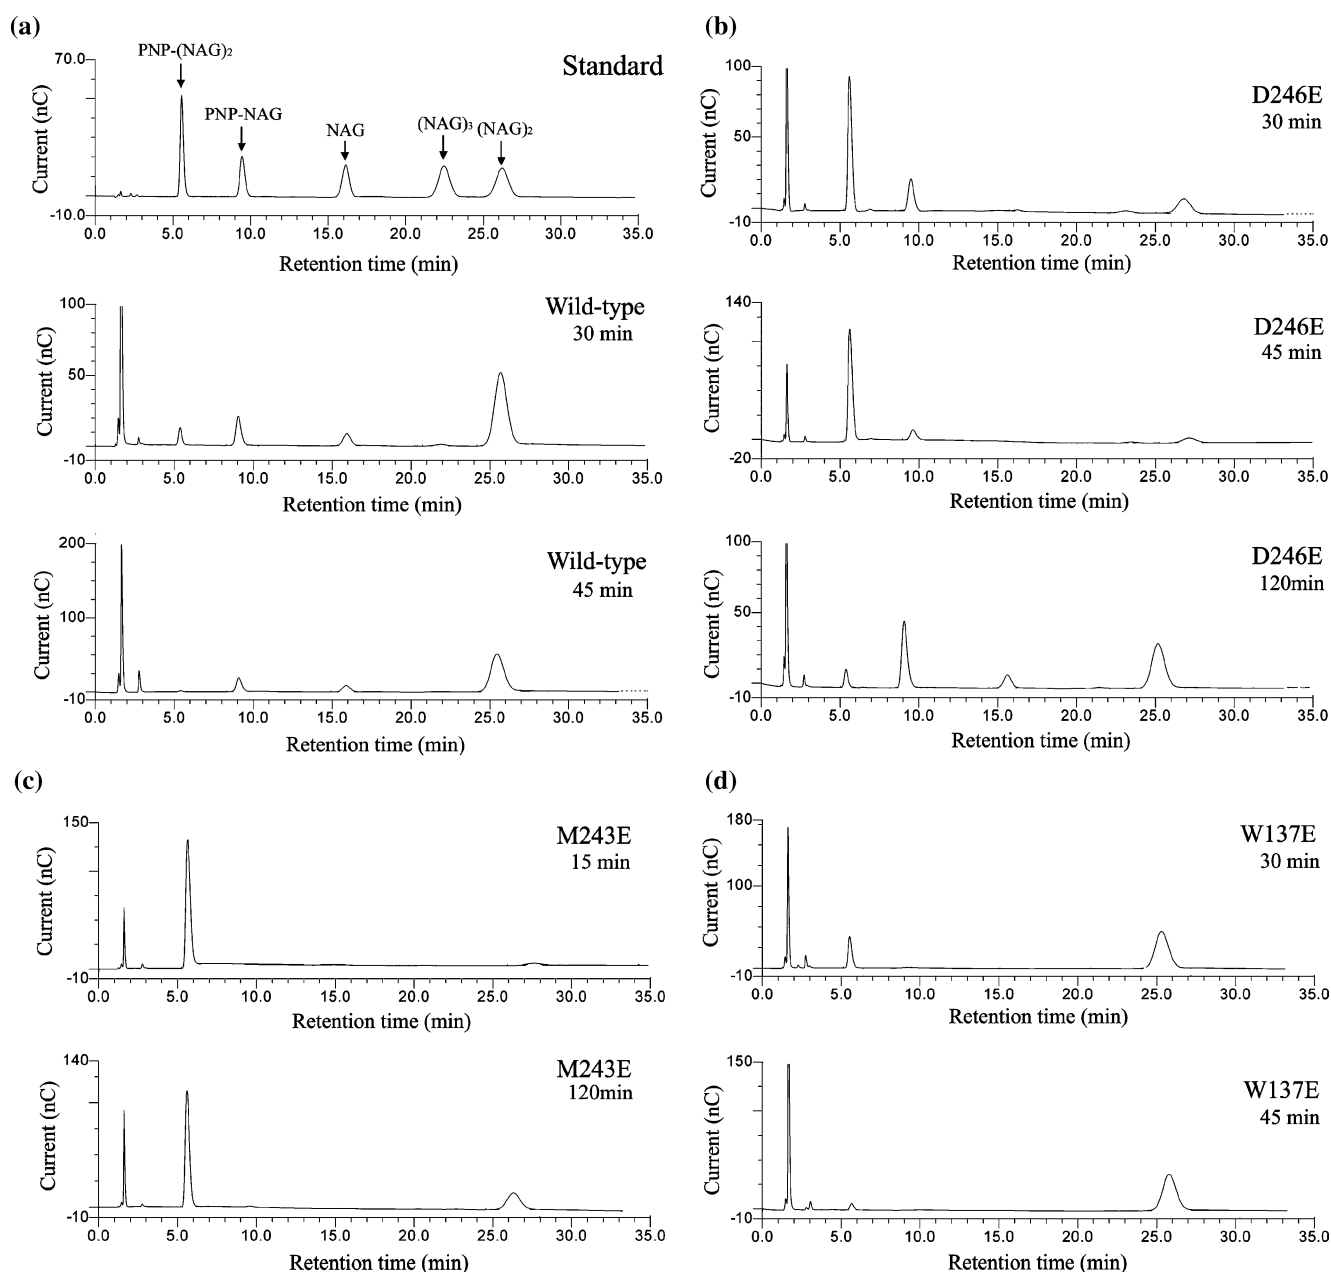 (a)
PNP-(NAG)2
PNP-NAG
NAG
(NAG)3
(NAG)2
Standard
70.0
-10.0
Current (nC)
0.0 5.0 10.0 15.0 20.0 25.0 30.0 35.0
Retention time (min)
Wild-type
30 min
100
50
-10
Current (nC)
0.0 5.0 10.0 15.0 20.0 25.0 30.0 35.0
Retention time (min)
Wild-type
45 min
200
100
-10
Current (nC)
0.0 5.0 10.0 15.0 20.0 25.0 30.0 35.0
Retention time (min)
(b)
D246E
30 min
100
50
-10
Current (nC)
0.0 5.0 10.0 15.0 20.0 25.0 30.0 35.0
Retention time (min)
D246E
45 min
140
-20
Current (nC)
0.0 5.0 10.0 15.0 20.0 25.0 30.0 35.0
Retention time (min)
D246E
120min
100
50
-10
Current (nC)
0.0 5.0 10.0 15.0 20.0 25.0 30.0 35.0
Retention time (min)
(c)
M243E
15 min
150
-10
Current (nC)
0.0 5.0 10.0 15.0 20.0 25.0 30.0 35.0
Retention time (min)
M243E
120min
140
-10
Current (nC)
0.0 5.0 10.0 15.0 20.0 25.0 30.0 35.0
Retention time (min)
(d)
W137E
30 min
180
100
-10
Current (nC)
0.0 5.0 10.0 15.0 20.0 25.0 30.0 35.0
Retention time (min)
W137E
45 min
150
-10
Current (nC)
0.0 5.0 10.0 15.0 20.0 25.0 30.0 35.0
Retention time (min)